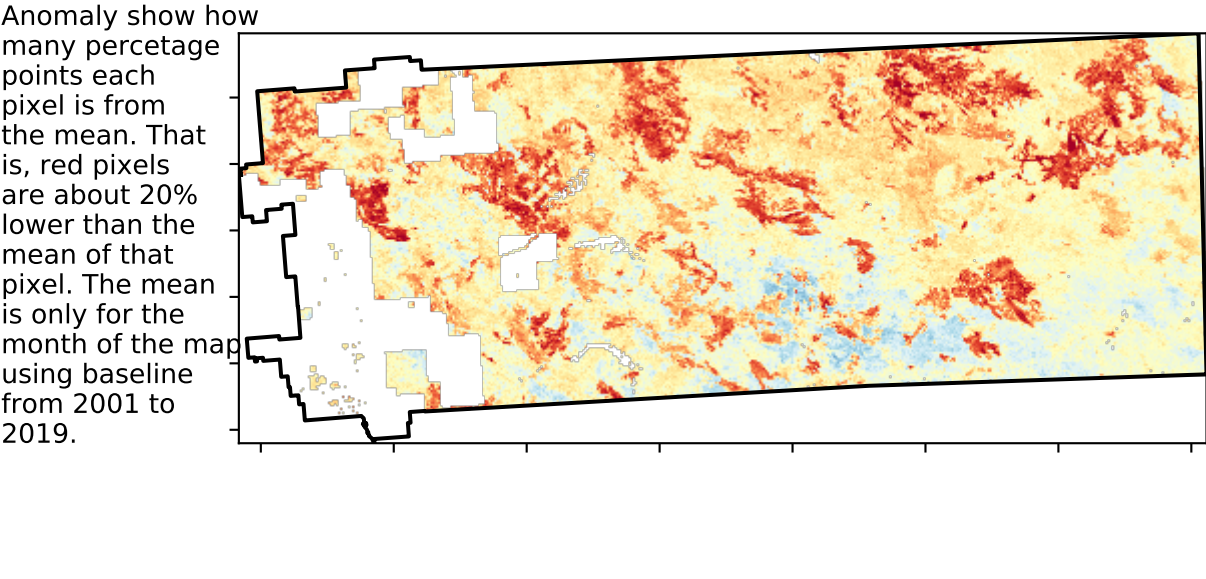 Anomaly show how
many percetage
points each
pixel is from
the mean. That
is, red pixels
are about 20%
lower than the
mean of that
pixel. The mean
is only for the
month of the map
using baseline
from 2001 to
2019.